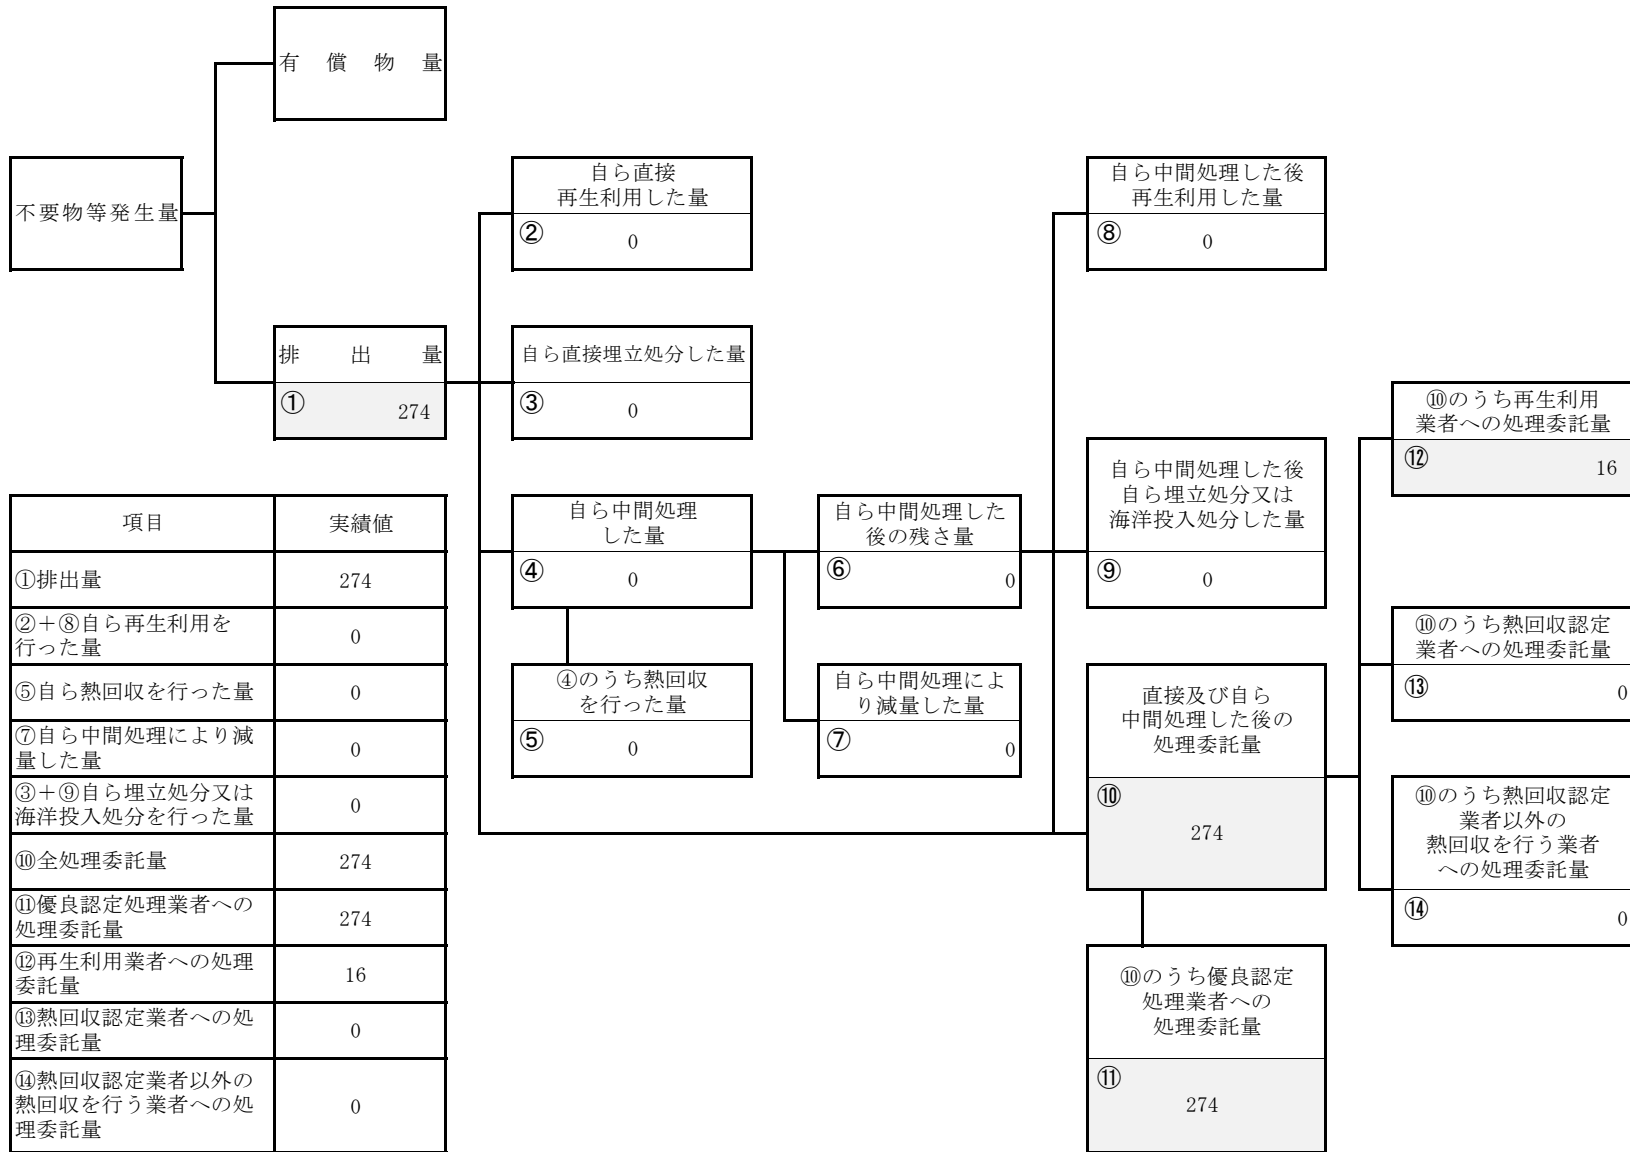 有償物量
不要物等発生量
排出量
①
274
自ら直接
再生利用した量
②
0
自ら直接埋立処分した量
③
0
自ら中間処理
した量
④
0
④のうち熱回収
を行った量
⑤
0
自ら中間処理した
後の残さ量
⑥
0
自ら中間処理によ
り減量した量
⑦
0
自ら中間処理した後
再生利用した量
⑧
0
自ら中間処理した後
自ら埋立処分又は
海洋投入処分した量
⑨
0
直接及び自ら
中間処理した後の
処理委託量
⑩
274
⑩のうち優良認定
処理業者への
処理委託量
⑪
274
⑩のうち再生利用
業者への処理委託量
⑫
16
⑩のうち熱回収認定
業者への処理委託量
⑬
0
⑩のうち熱回収認定
業者以外の
熱回収を行う業者
への処理委託量
⑭
0
項目 実績値
①排出量 274
②＋⑧自ら再生利用を
行った量 0
⑤自ら熱回収を行った量 0
⑦自ら中間処理により減
量した量 0
③＋⑨自ら埋立処分又は
海洋投入処分を行った量 0
⑩全処理委託量 274
⑪優良認定処理業者への
処理委託量 274
⑫再生利用業者への処理
委託量 16
⑬熱回収認定業者への処
理委託量 0
⑭熱回収認定業者以外の
熱回収を行う業者への処
理委託量 0